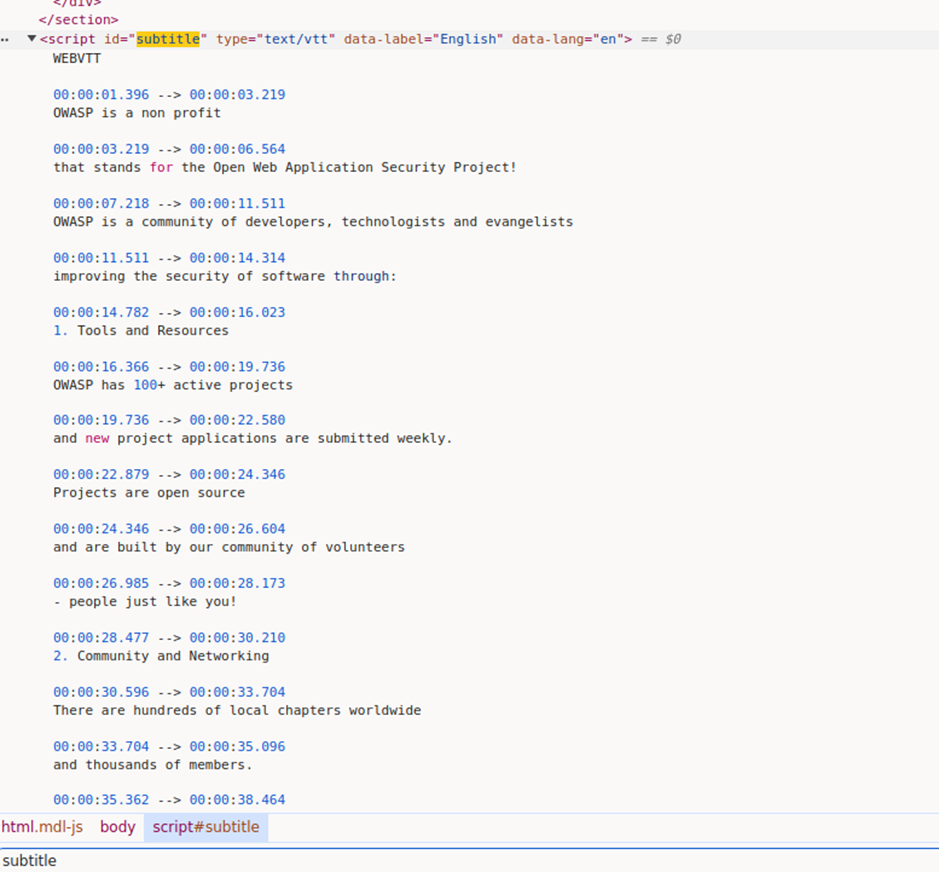 </div>
</section>
<script id="subtitle" type="text/vtt" data-label="English" data-lang="en"> == $0
WEBVTT
00:00:01.396 --> 00:00:03.219
OWASP is a non profit
00:00:03.219 --> 00:00:06.564
that stands for the Open Web Application Security Project!
00:00:07.218 --> 00:00:11.511
OWASP is a community of developers, technologists and evangelists
00:00:11.511 --> 00:00:14.314
improving the security of software through:
00:00:14.782 --> 00:00:16.023
1. Tools and Resources
00:00:16.366 --> 00:00:19.736
OWASP has 100+ active projects
00:00:19.736 --> 00:00:22.580
and new project applications are submitted weekly.
00:00:22.879 --> 00:00:24.346
Projects are open source
00:00:24.346 --> 00:00:26.604
and are built by our community of volunteers
00:00:26.985 --> 00:00:28.173
- people just like you!
00:00:28.477 --> 00:00:30.210
2. Community and Networking
00:00:30.596 --> 00:00:33.704
There are hundreds of local chapters worldwide
00:00:33.704 --> 00:00:35.096
and thousands of members.
00:00:35.362 --> 00:00:38.464
html.mdl-js body script#subtitle
subtitle